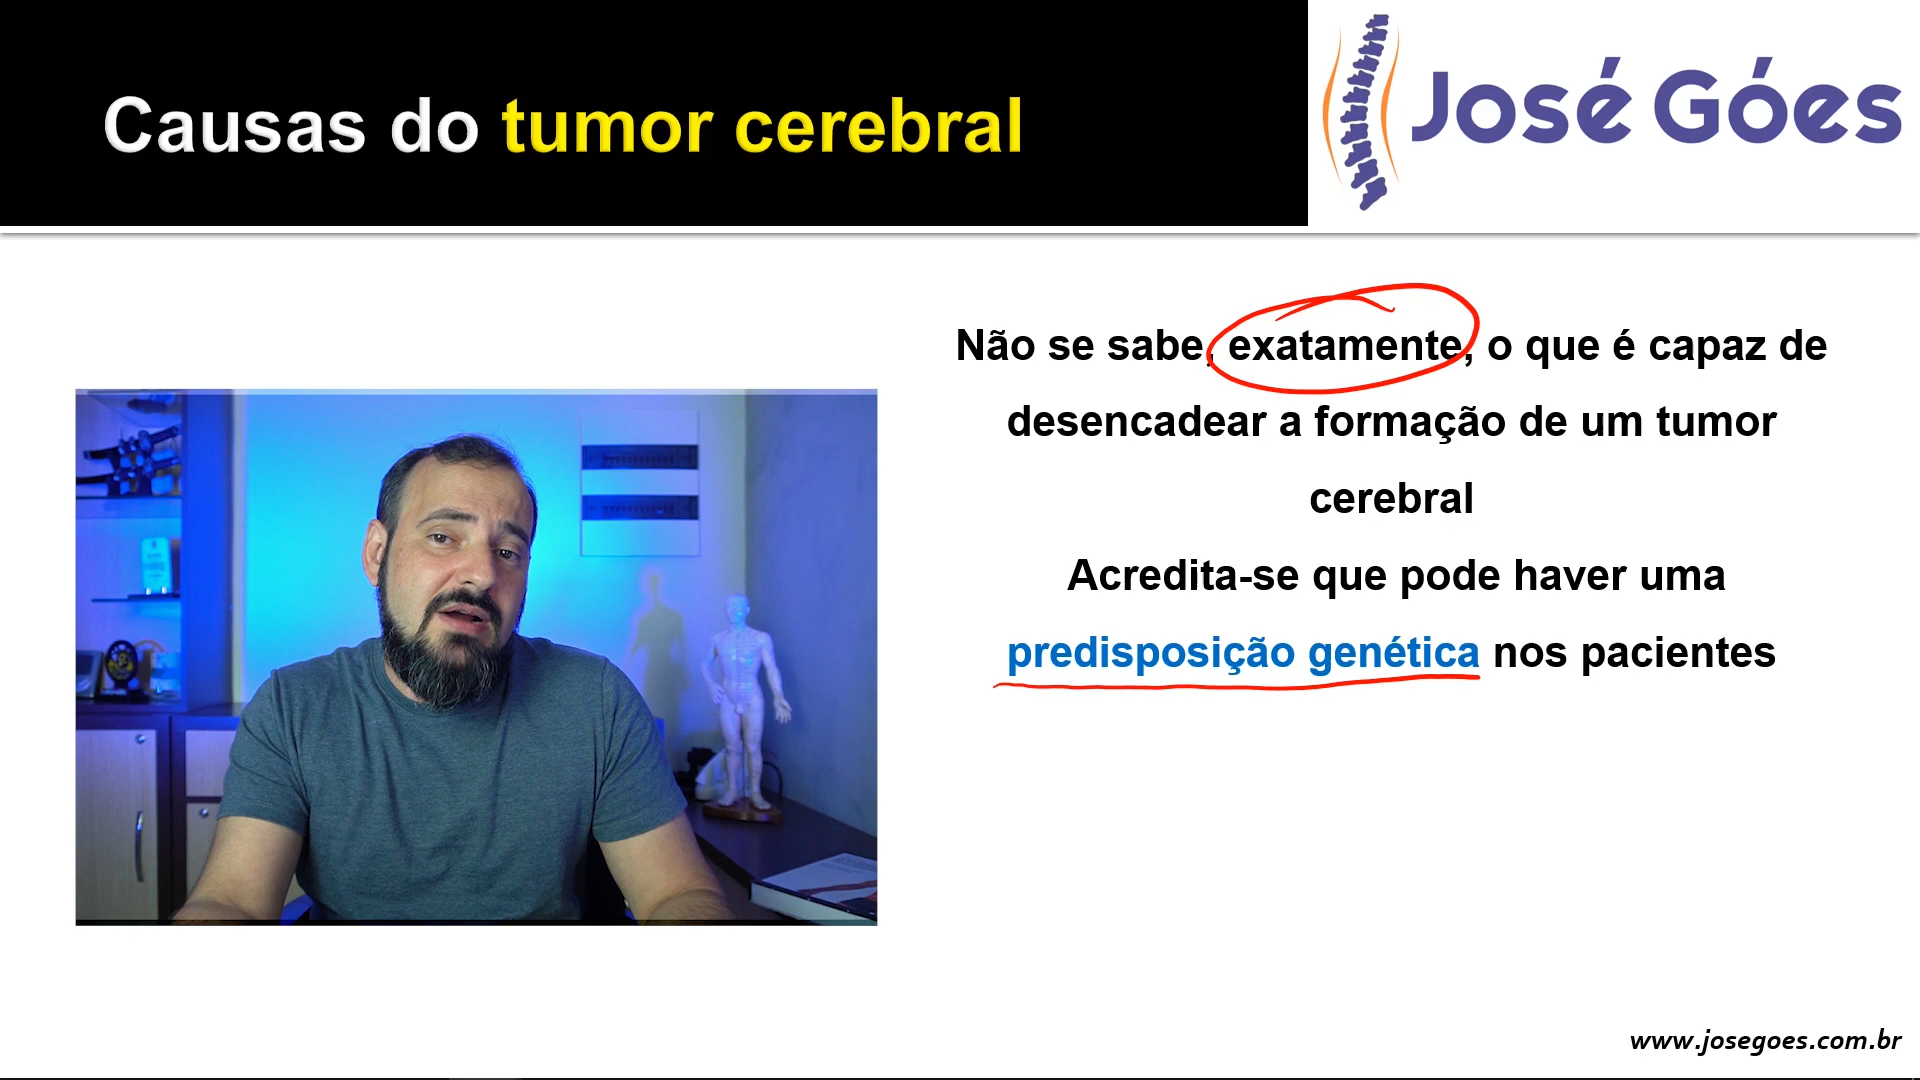 Causas do tumor cerebral
José Góes
Não se sabe, exatamente, o que é capaz de
desencadear a formação de um tumor
cerebral
Acredita-se que pode haver uma
predisposição genética nos pacientes
www.josegoes.com.br